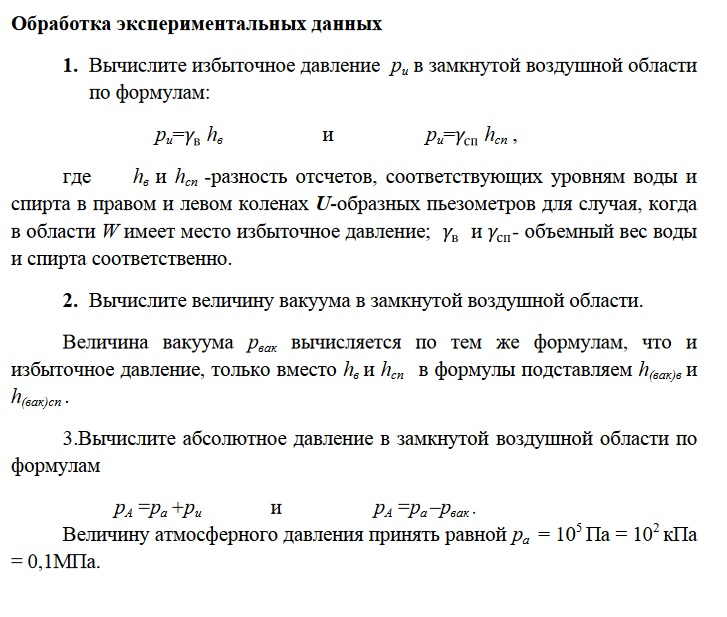 Обработка экспериментальных данных
1. Вычислите избыточное давление pи в замкнутой воздушной области
по формулам:
pи=γв hв и pи=γсп hсп ,
где hв и hсп -разность отсчетов, соответствующих уровням воды и
спирта в правом и левом коленах U-образных пьезометров для случая, когда
в области W имеет место избыточное давление; γв и γсп- объемный вес воды
и спирта соответственно.
2. Вычислите величину вакуума в замкнутой воздушной области.
Величина вакуума pвак вычисляется по тем же формулам, что и
избыточное давление, только вместо hв и hсп в формулы подставляем h(вак)в и
h(вак)сп .
3.Вычислите абсолютное давление в замкнутой воздушной области по
формулам
pА =pа +pи и pА =pа–pвак .
Величину атмосферного давления принять равной pа = 10⁵ Па = 10² кПа
= 0,1МПа.